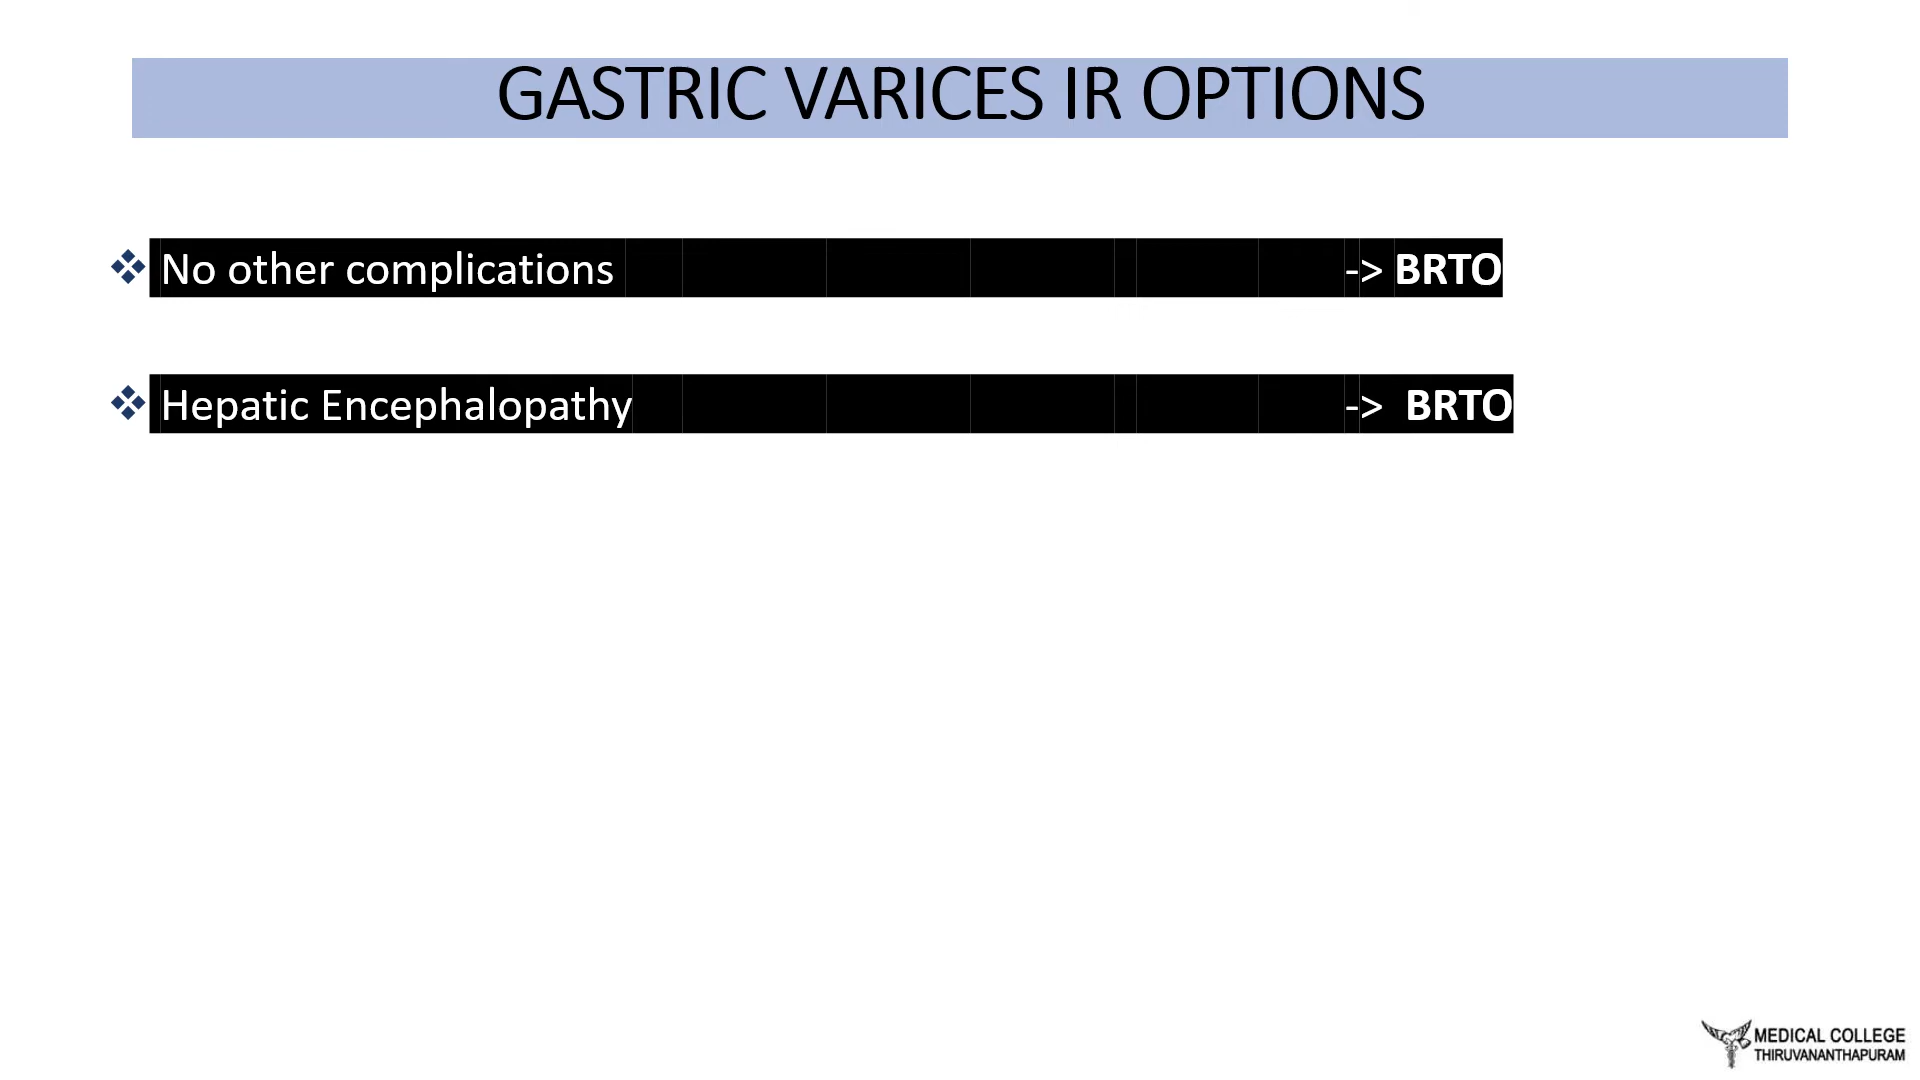 GASTRIC VARICES IR OPTIONS
No other complications -> BRTO
Hepatic Encephalopathy -> BRTO
MEDICAL COLLEGE
THIRUVANANTHAPURAM